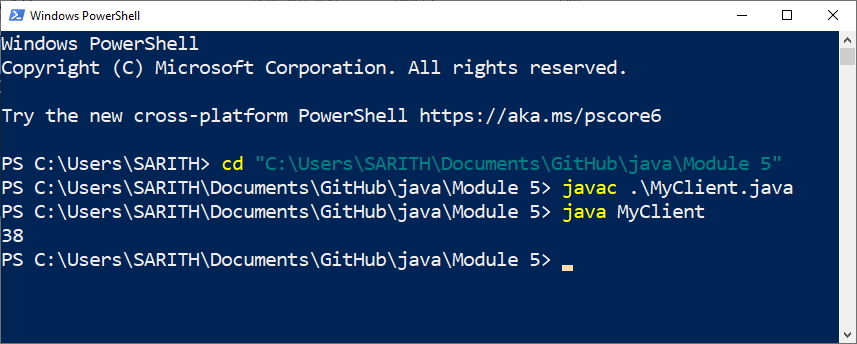 Windows PowerShell
Windows PowerShell
Copyright (C) Microsoft Corporation. All rights reserved.
Try the new cross-platform PowerShell https://aka.ms/pscore6
PS C:\Users\SARITH> cd "C:\Users\SARITH\Documents\GitHub\java\Module 5"
PS C:\Users\SARITH\Documents\GitHub\java\Module 5> javac .\MyClient.java
PS C:\Users\SARITH\Documents\GitHub\java\Module 5> java MyClient
38
PS C:\Users\SARITH\Documents\GitHub\java\Module 5>